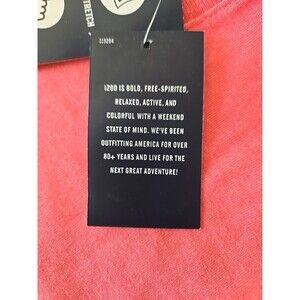 STRETCH
IZOD IS BOLD, FREE-SPIRITED,
RELAXED, ACTIVE, AND
COLORFUL WITH A WEEKEND
STATE OF MIND. WE'VE BEEN
OUTFITTING AMERICA FOR OVER
80+ YEARS AND LIVE FOR THE
NEXT GREAT ADVENTURE!